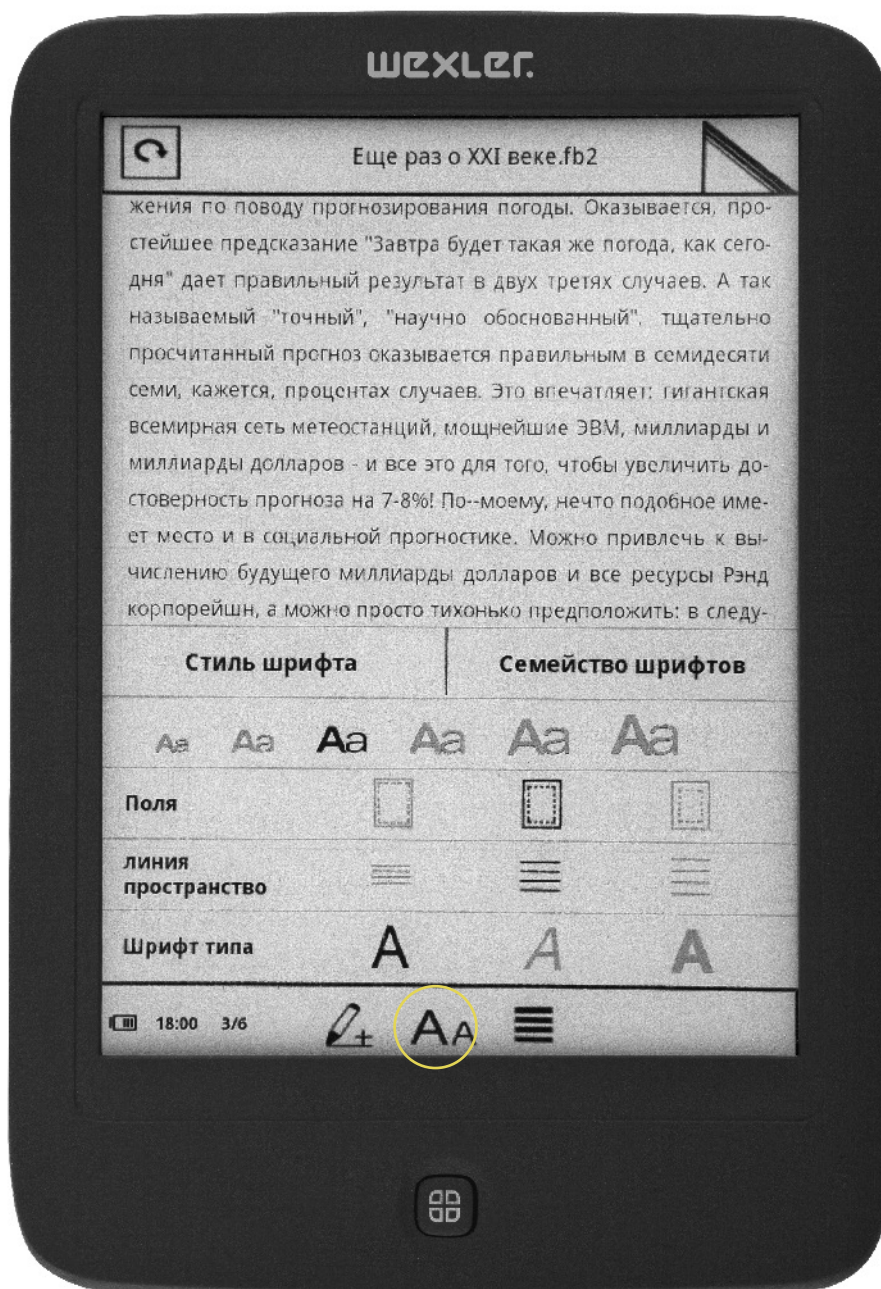 wexler.
Еще раз о XXI веке.fb2
жения по поводу прогнозирования погоды. Оказывается, про-
стейшее предсказание "Завтра будет такая же погода, как сего-
дня" дает правильный результат в двух третях случаев. А так
называемый "точный", "научно обоснованный", тщательно
просчитанный прогноз оказывается правильным в семидесяти
семи, кажется, процентах случаев. Это впечатляет: гигантская
всемирная сеть метеостанций, мощнейшие ЭВМ, миллиарды и
миллиарды долларов - и все это для того, чтобы увеличить до-
стоверность прогноза на 7-8%! По--моему, нечто подобное име-
ет место и в социальной прогностике. Можно привлечь к вы-
числению будущего миллиарды долларов и все ресурсы Рэнд
корпорейшн, а можно просто тихонько предположить: в следу-
Стиль шрифта Семейство шрифтов
Aa Aa Aa Aa Aa Aa
Поля
линия
пространство
Шрифт типа A A A
18:00 3/6 AA